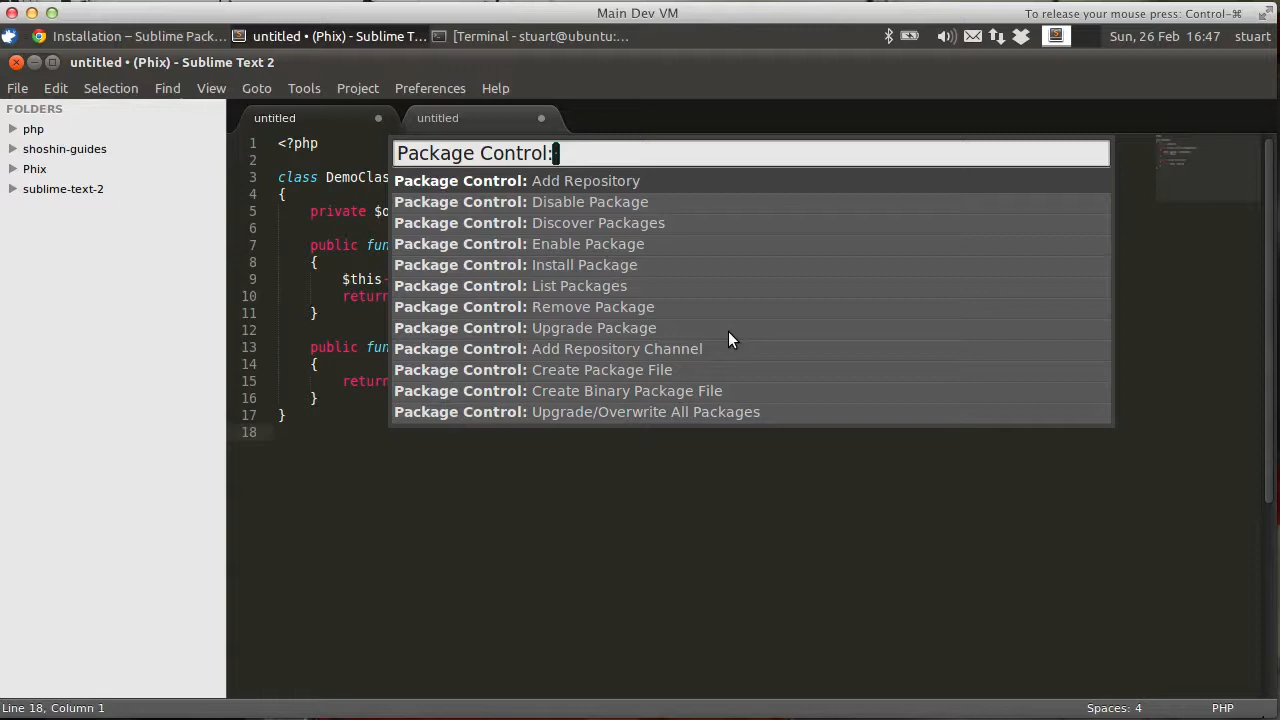 Main Dev VM
To release your mouse press: Control-⌘
Installation – Sublime Pack...
untitled • (Phix) - Sublime T...
[Terminal - stuart@ubuntu:...
Sun, 26 Feb 16:47
stuart
untitled • (Phix) - Sublime Text 2
File Edit Selection Find View Goto Tools Project Preferences Help
FOLDERS
php
shoshin-guides
Phix
sublime-text-2
untitled
untitled
1 <?php
2
3 class DemoClas
4 {
5 private $o
6
7 public fun
8 {
9 $this-
10 return
11 }
12
13 public fun
14 {
15 return
16 }
17 }
18
Package Control:
Package Control: Add Repository
Package Control: Disable Package
Package Control: Discover Packages
Package Control: Enable Package
Package Control: Install Package
Package Control: List Packages
Package Control: Remove Package
Package Control: Upgrade Package
Package Control: Add Repository Channel
Package Control: Create Package File
Package Control: Create Binary Package File
Package Control: Upgrade/Overwrite All Packages
Line 18, Column 1
Spaces: 4
PHP